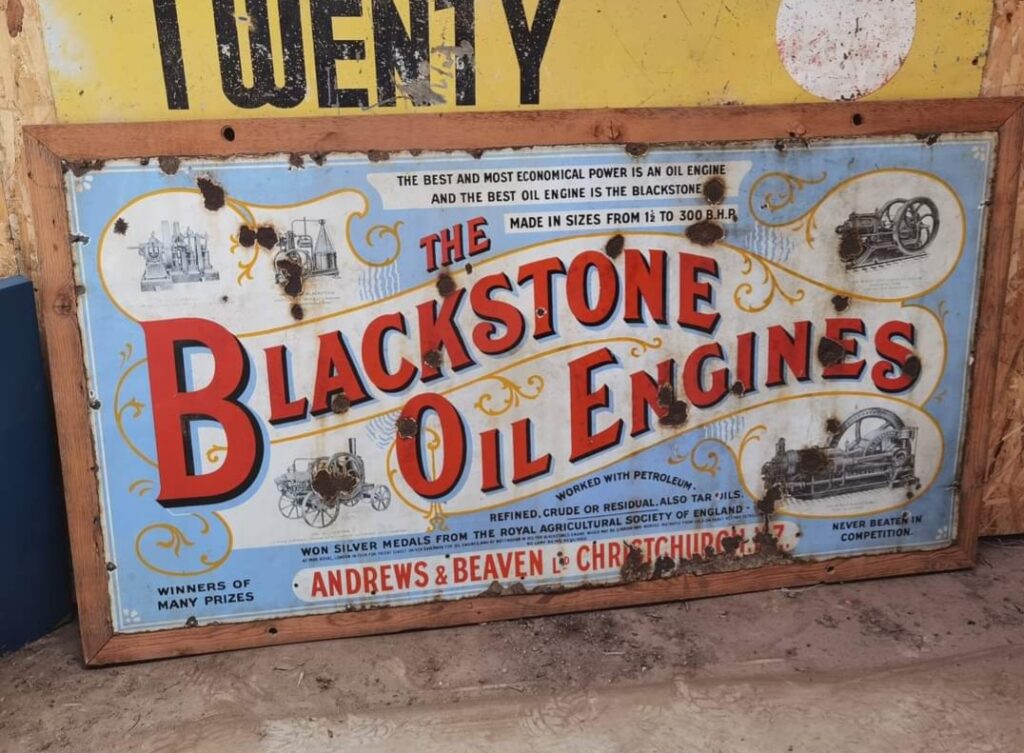 TWENTY
THE BEST AND MOST ECONOMICAL POWER IS AN OIL ENGINE
AND THE BEST OIL ENGINE IS THE BLACKSTONE
MADE IN SIZES FROM 1½ TO 300 B.H.P.
THE
BLACKSTONE
OIL ENGINES
WORKED WITH PETROLEUM.
REFINED, CRUDE OR RESIDUAL. ALSO TAR OILS.
WON SILVER MEDALS FROM THE ROYAL AGRICULTURAL SOCIETY OF ENGLAND
WINNERS OF
MANY PRIZES
ANDREWS & BEAVEN LD CHRISTCHURCH.
NEVER BEATEN IN
COMPETITION.